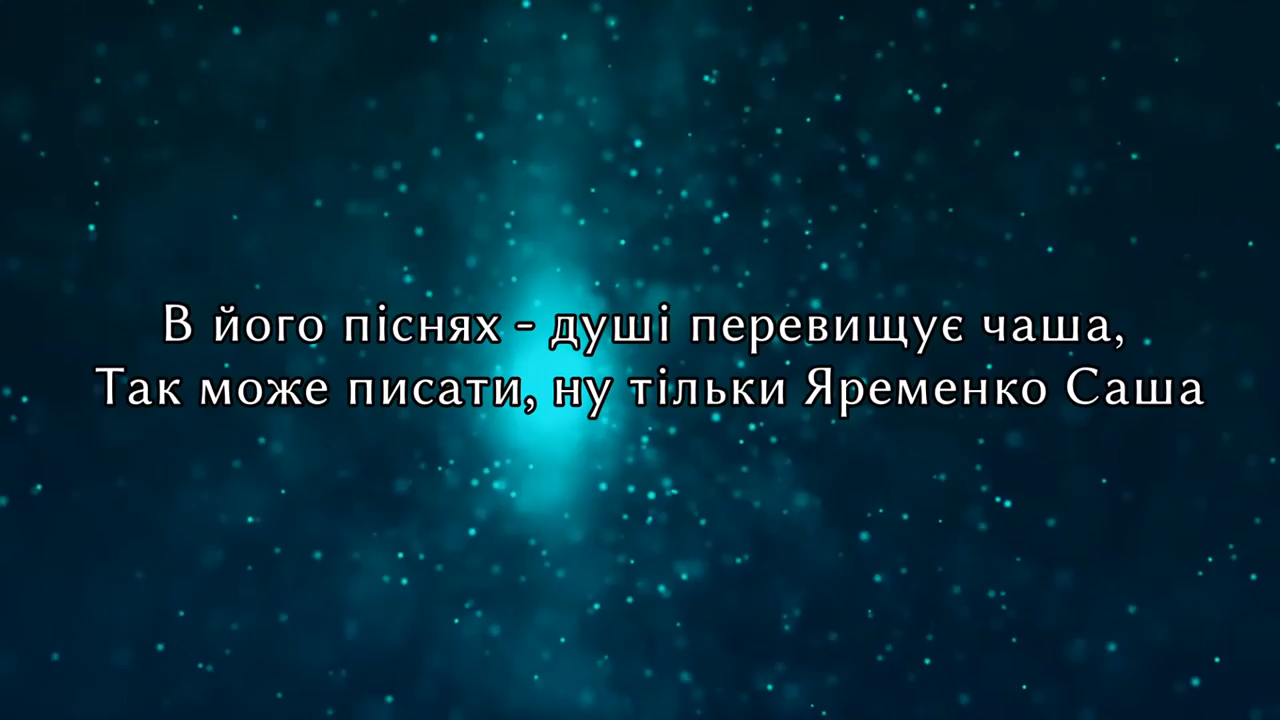 В його піснях - душі перевищує чаша,
Так може писати, ну тільки Яременко Саша